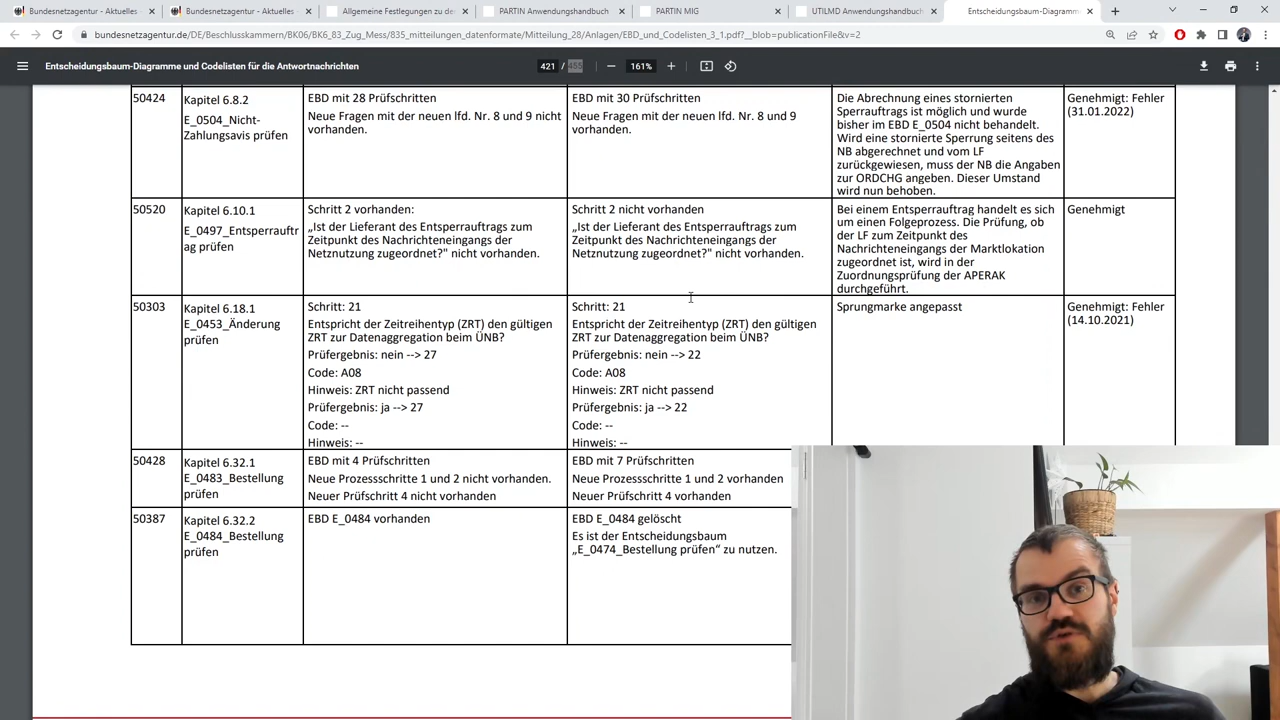 Bundesnetzagentur - Aktuelles
Bundesnetzagentur - Aktuelles
Allgemeine Festlegungen zu de
PARTIN Anwendungshandbuch
PARTIN MIG
UTILMD Anwendungshandbuch
Entscheidungsbaum-Diagramm
bundesnetzagentur.de/DE/Beschlusskammern/BK06/BK6_83_Zug_Mess/835_mitteilungen_datenformate/Mitteilung_28/Anlagen/EBD_und_Codelisten_3_1.pdf?__blob=publicationFile&v=2
Entscheidungsbaum-Diagramme und Codelisten für die Antwortnachrichten
421 / 455
161%
50424
Kapitel 6.8.2
E_0504_Nicht-
Zahlungsavis prüfen
EBD mit 28 Prüfschritten
Neue Fragen mit der neuen lfd. Nr. 8 und 9 nicht
vorhanden.
EBD mit 30 Prüfschritten
Neue Fragen mit der neuen lfd. Nr. 8 und 9
vorhanden.
Die Abrechnung eines stornierten
Sperrauftrags ist möglich und wurde
bisher im EBD E_0504 nicht behandelt.
Wird eine stornierte Sperrung seitens des
NB abgerechnet und vom LF
zurückgewiesen, muss der NB die Angaben
zur ORDCHG angeben. Dieser Umstand
wird nun behoben.
Genehmigt: Fehler
(31.01.2022)
50520
Kapitel 6.10.1
E_0497_Entsperrauftr
ag prüfen
Schritt 2 vorhanden:
„Ist der Lieferant des Entsperrauftrags zum
Zeitpunkt des Nachrichteneingangs der
Netznutzung zugeordnet?" nicht vorhanden.
Schritt 2 nicht vorhanden
„Ist der Lieferant des Entsperrauftrags zum
Zeitpunkt des Nachrichteneingangs der
Netznutzung zugeordnet?" nicht vorhanden.
Bei einem Entsperrauftrag handelt es sich
um einen Folgeprozess. Die Prüfung, ob
der LF zum Zeitpunkt des
Nachrichteneingangs der Marktlokation
zugeordnet ist, wird in der
Zuordnungsprüfung der APERAK
durchgeführt.
Genehmigt
50303
Kapitel 6.18.1
E_0453_Änderung
prüfen
Schritt: 21
Entspricht der Zeitreihentyp (ZRT) den gültigen
ZRT zur Datenaggregation beim ÜNB?
Prüfergebnis: nein --> 27
Code: A08
Hinweis: ZRT nicht passend
Prüfergebnis: ja --> 27
Code: --
Hinweis: --
Schritt: 21
Entspricht der Zeitreihentyp (ZRT) den gültigen
ZRT zur Datenaggregation beim ÜNB?
Prüfergebnis: nein --> 22
Code: A08
Hinweis: ZRT nicht passend
Prüfergebnis: ja --> 22
Code: --
Hinweis: --
Sprungmarke angepasst
Genehmigt: Fehler
(14.10.2021)
50428
Kapitel 6.32.1
E_0483_Bestellung
prüfen
EBD mit 4 Prüfschritten
Neue Prozessschritte 1 und 2 nicht vorhanden.
Neuer Prüfschritt 4 nicht vorhanden
EBD mit 7 Prüfschritten
Neue Prozessschritte 1 und 2 vorhanden
Neuer Prüfschritt 4 vorhanden
50387
Kapitel 6.32.2
E_0484_Bestellung
prüfen
EBD E_0484 vorhanden
EBD E_0484 gelöscht
Es ist der Entscheidungsbaum
„E_0474_Bestellung prüfen“ zu nutzen.